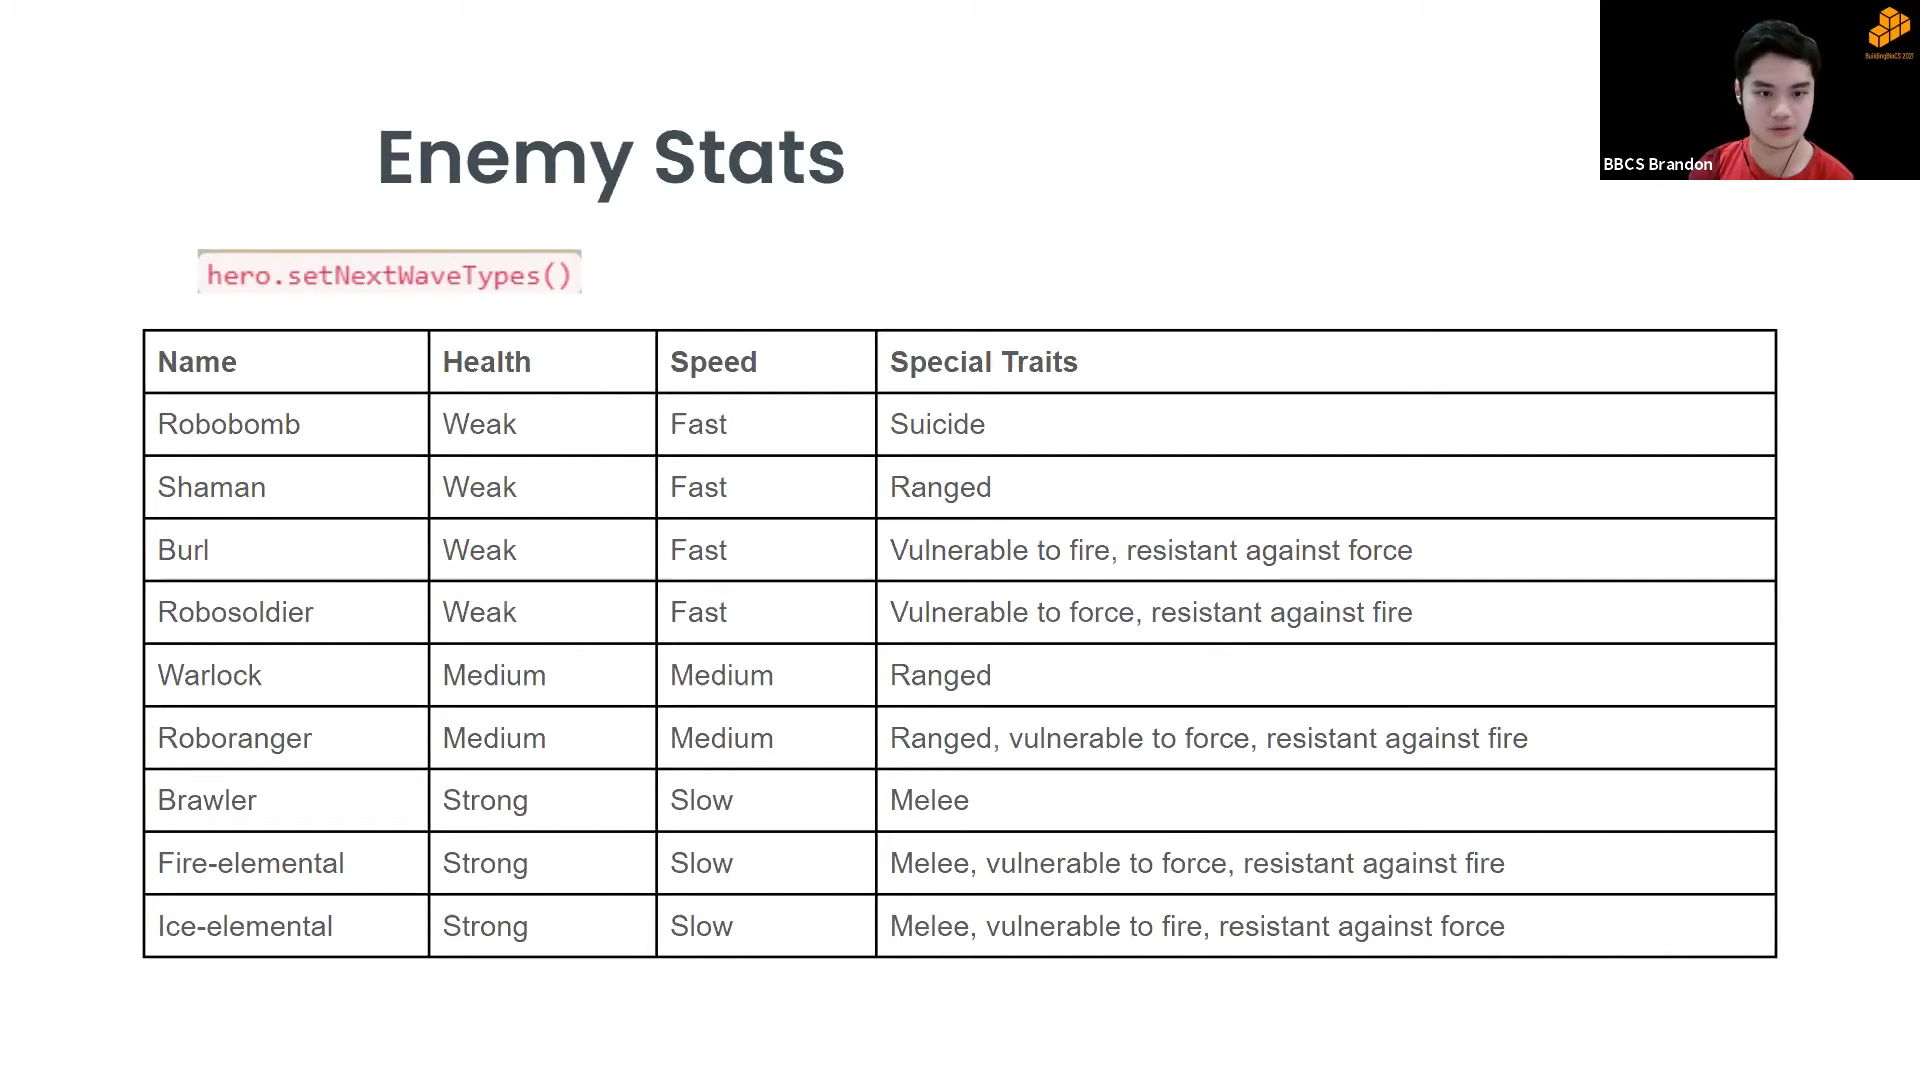 BuildingBloCS 2021
BBCS Brandon
Enemy Stats
hero.setNextWaveTypes()
Name Health Speed Special Traits
Robobomb Weak Fast Suicide
Shaman Weak Fast Ranged
Burl Weak Fast Vulnerable to fire, resistant against force
Robosoldier Weak Fast Vulnerable to force, resistant against fire
Warlock Medium Medium Ranged
Roboranger Medium Medium Ranged, vulnerable to force, resistant against fire
Brawler Strong Slow Melee
Fire-elemental Strong Slow Melee, vulnerable to force, resistant against fire
Ice-elemental Strong Slow Melee, vulnerable to fire, resistant against force